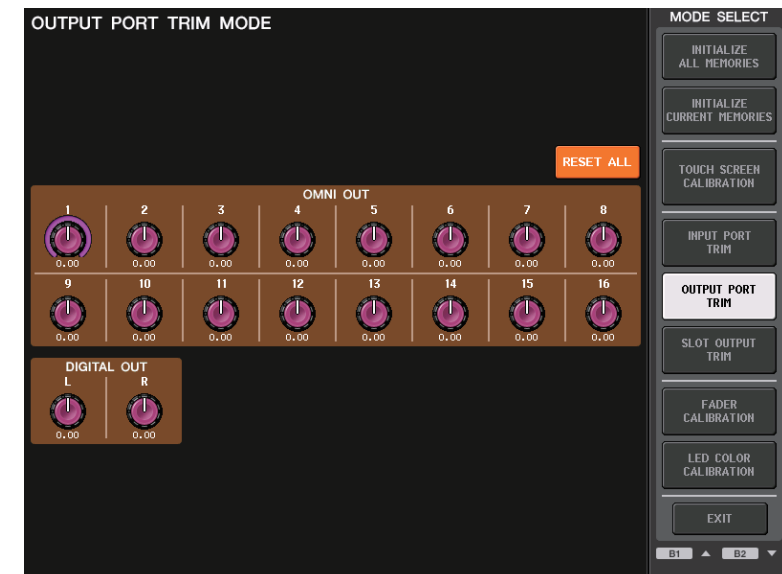 OUTPUT PORT TRIM MODE
RESET ALL
OMNI OUT
1 2 3 4 5 6 7 8
0.00 0.00 0.00 0.00 0.00 0.00 0.00 0.00
9 10 11 12 13 14 15 16
0.00 0.00 0.00 0.00 0.00 0.00 0.00 0.00
DIGITAL OUT
L R
0.00 0.00
MODE SELECT
INITIALIZE
ALL MEMORIES
INITIALIZE
CURRENT MEMORIES
TOUCH SCREEN
CALIBRATION
INPUT PORT
TRIM
OUTPUT PORT
TRIM
SLOT OUTPUT
TRIM
FADER
CALIBRATION
LED COLOR
CALIBRATION
EXIT
B1 ▲ B2 ▼